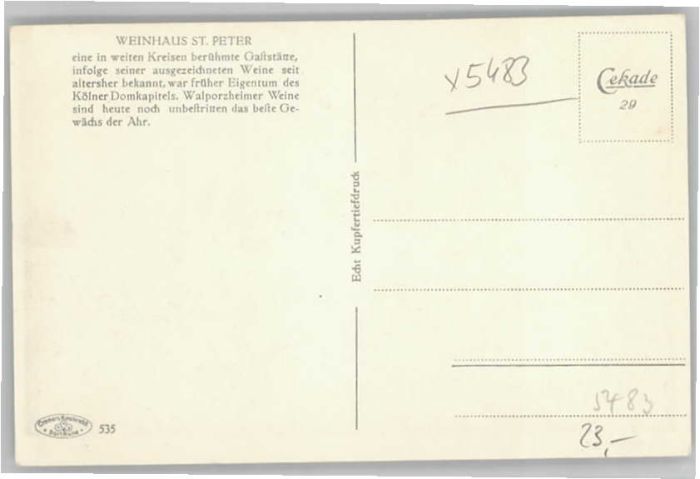 WEINHAUS ST. PETER
eine in weiten Kreisen berühmte Gaſtstätte,
infolge seiner ausgezeichneten Weine seit
altersher bekannt, war früher Eigentum des
Kölner Domkapitels. Walporzheimer Weine
sind heute noch unbeſtritten das beſte Ge-
wächs der Ahr.
x5483
Cekade
29
Echt Kupfertiefdruck
535
5483
23,—